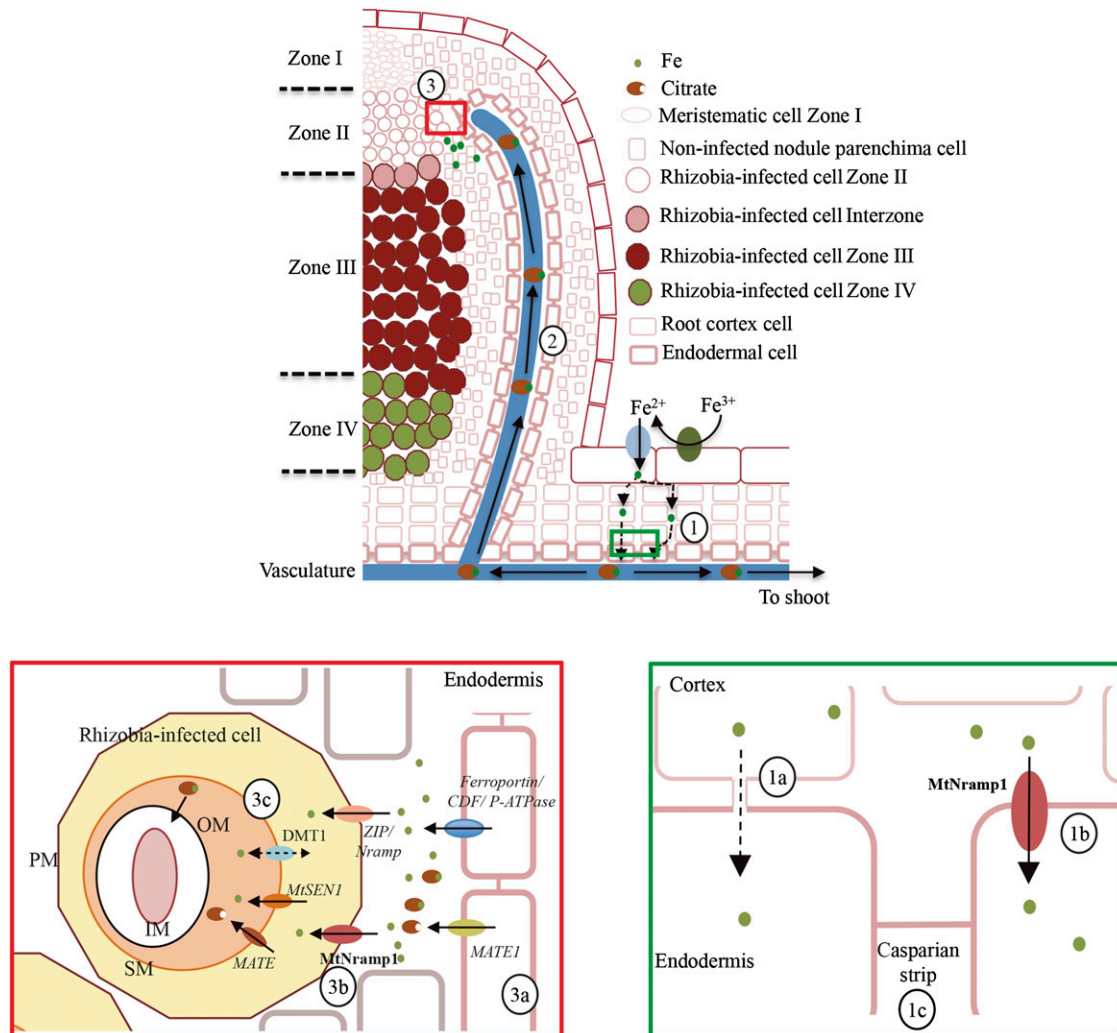 Zone I
Zone II
Zone III
Zone IV
Vasculature
3
2
1
Fe
Citrate
Meristematic cell Zone I
Non-infected nodule parenchima cell
Rhizobia-infected cell Zone II
Rhizobia-infected cell Interzone
Rhizobia-infected cell Zone III
Rhizobia-infected cell Zone IV
Root cortex cell
Endodermal cell
Fe2+
Fe3+
To shoot
Endodermis
Rhizobia-infected cell
3c
OM
DMT1
PM
MtSEN1
IM
SM
MATE
Ferroportin/
CDF/ P-ATPase
ZIP/
Nramp
MtNramp1
MATE1
3b
3a
Cortex
1a
MtNramp1
1b
Endodermis
Casparian
strip
1c